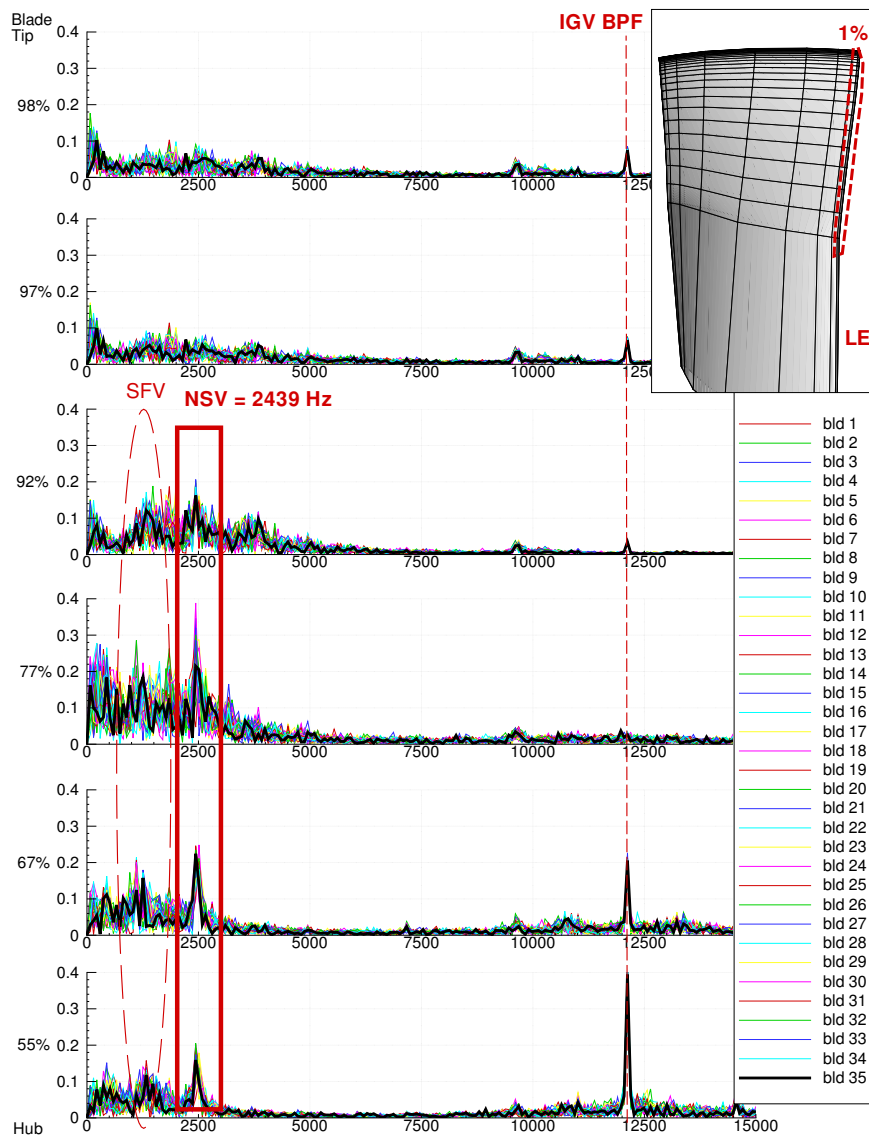 Blade
Tip
IGV BPF
1%
0.4
0.3
98% 0.2
0.1
0
0 2500 5000 7500 10000 1250
0.4
0.3
97% 0.2
0.1
0
0 2500 5000 7500 10000 1250
LE
SFV
NSV = 2439 Hz
0.4
0.3
92% 0.2
0.1
0
0 2500 5000 7500 10000 12500
0.4
0.3
77% 0.2
0.1
0
0 2500 5000 7500 10000 12500
0.4
0.3
67% 0.2
0.1
0
0 2500 5000 7500 10000 12500
0.4
0.3
55% 0.2
0.1
0
0 2500 5000 7500 10000 12500 15000
Hub
bld 1
bld 2
bld 3
bld 4
bld 5
bld 6
bld 7
bld 8
bld 9
bld 10
bld 11
bld 12
bld 13
bld 14
bld 15
bld 16
bld 17
bld 18
bld 19
bld 20
bld 21
bld 22
bld 23
bld 24
bld 25
bld 26
bld 27
bld 28
bld 29
bld 30
bld 31
bld 32
bld 33
bld 34
bld 35